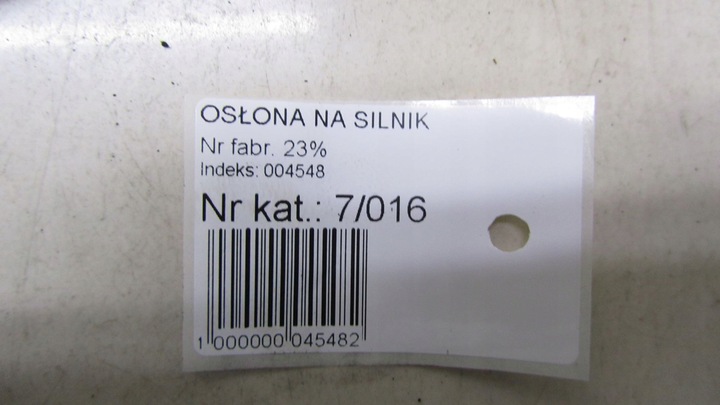 OSŁONA NA SILNIK
Nr fabr. 23%
Indeks: 004548
Nr kat.: 7/016
1 000000 045482